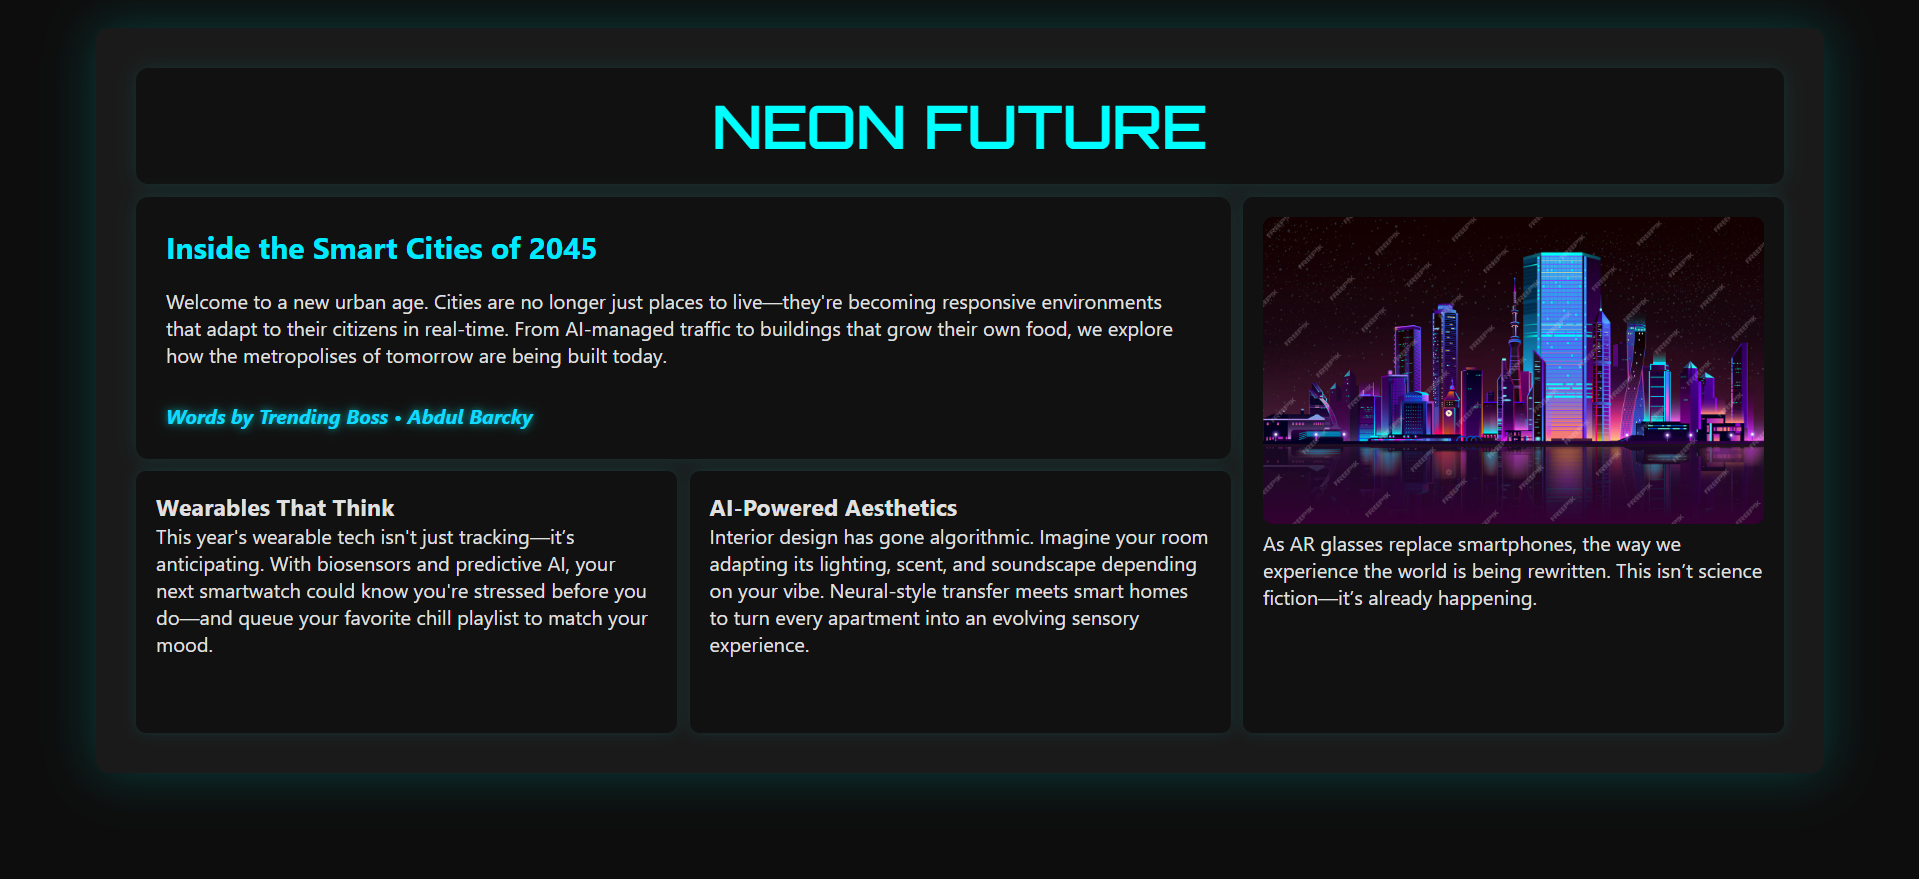 NEON FUTURE
Inside the Smart Cities of 2045
Welcome to a new urban age. Cities are no longer just places to live—they're becoming responsive environments
that adapt to their citizens in real-time. From AI-managed traffic to buildings that grow their own food, we explore
how the metropolises of tomorrow are being built today.
Words by Trending Boss • Abdul Barcky
Wearables That Think
This year's wearable tech isn't just tracking—it’s
anticipating. With biosensors and predictive AI, your
next smartwatch could know you're stressed before you
do—and queue your favorite chill playlist to match your
mood.
AI-Powered Aesthetics
Interior design has gone algorithmic. Imagine your room
adapting its lighting, scent, and soundscape depending
on your vibe. Neural-style transfer meets smart homes
to turn every apartment into an evolving sensory
experience.
FREEPIK
As AR glasses replace smartphones, the way we
experience the world is being rewritten. This isn’t science
fiction—it’s already happening.